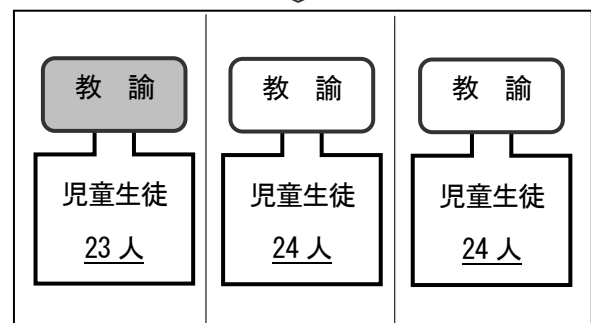 教 諭
児童生徒
23 人
教 諭
児童生徒
24 人
教 諭
児童生徒
24 人